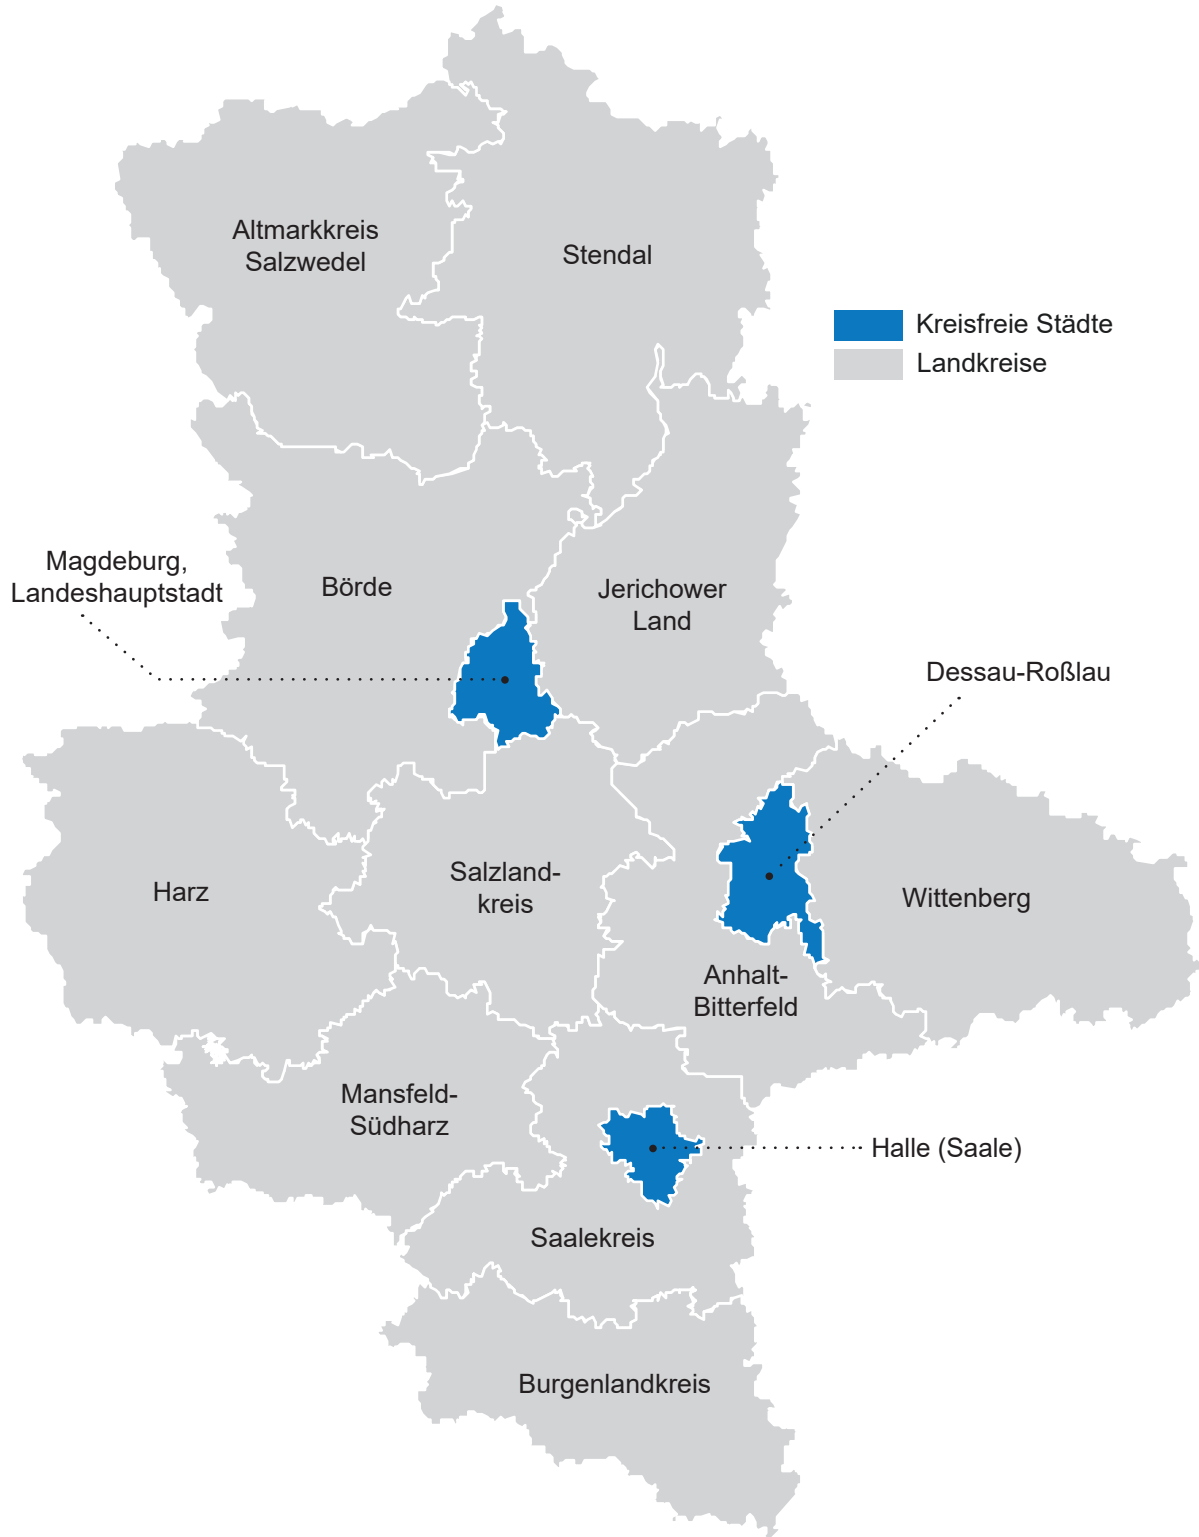 Altmarkkreis
Salzwedel
Stendal
Kreisfreie Städte
Landkreise
Magdeburg,
Landeshauptstadt
Börde
Jerichower
Land
Dessau-Roßlau
Harz
Salzland-
kreis
Wittenberg
Anhalt-
Bitterfeld
Mansfeld-
Südharz
Halle (Saale)
Saalekreis
Burgenlandkreis